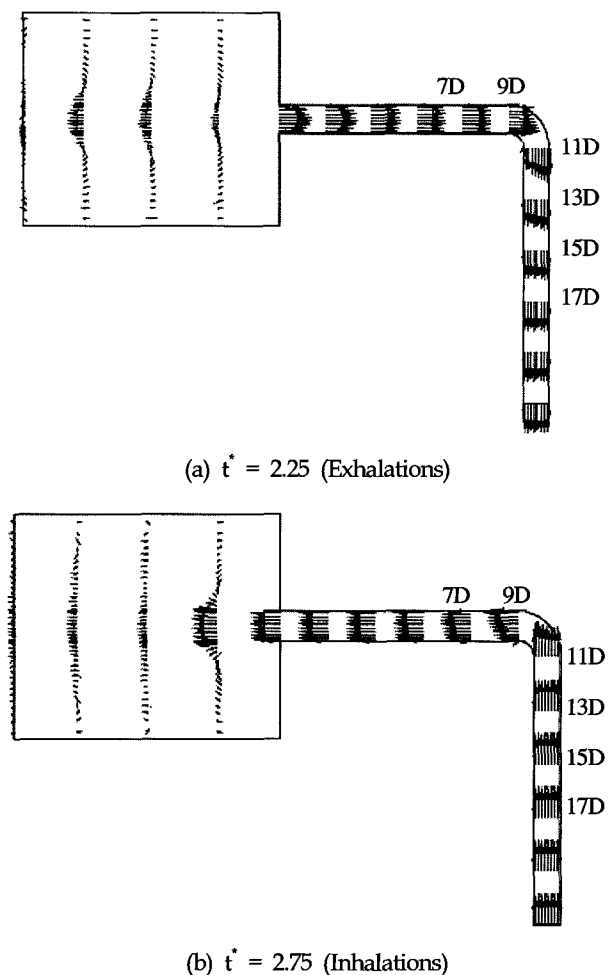 7D 9D
11D
13D
15D
17D
(a) t* = 2.25 (Exhalations)
7D 9D
11D
13D
15D
17D
(b) t* = 2.75 (Inhalations)